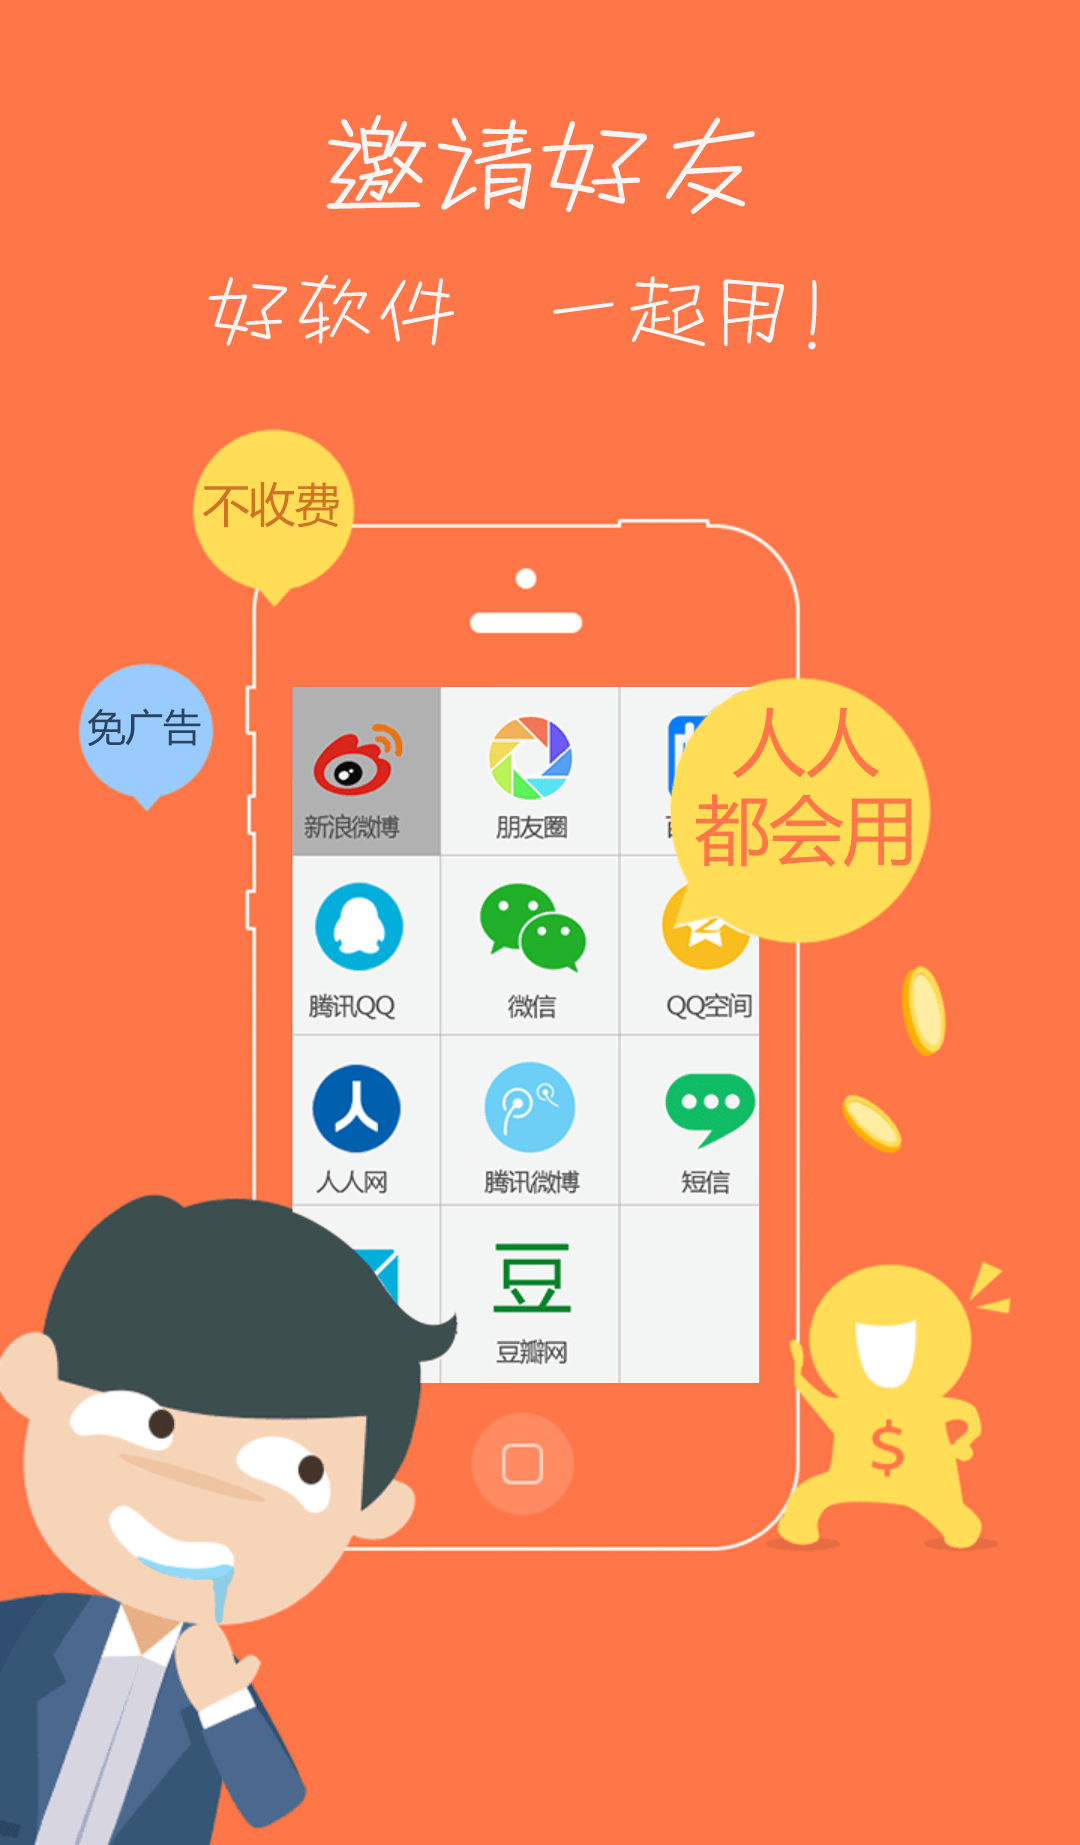 邀请好友
好软件 一起用！
不收费
免广告
人人
都会用
新浪微博
朋友圈
腾讯QQ
微信
QQ空间
人人网
腾讯微博
短信
豆
豆瓣网
$